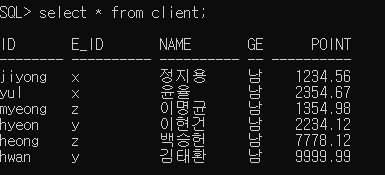 SQL> select * from client;
ID E_ID NAME GE POINT
---------- ---------- ---------- -- ----------
jiyong x 정지용 남 1234.56
yul x 윤율 남 2354.67
myeong z 이명균 남 1354.98
hyeon y 이현건 남 2234.12
heong z 백승헌 남 7778.12
hwan y 김태환 남 9999.99